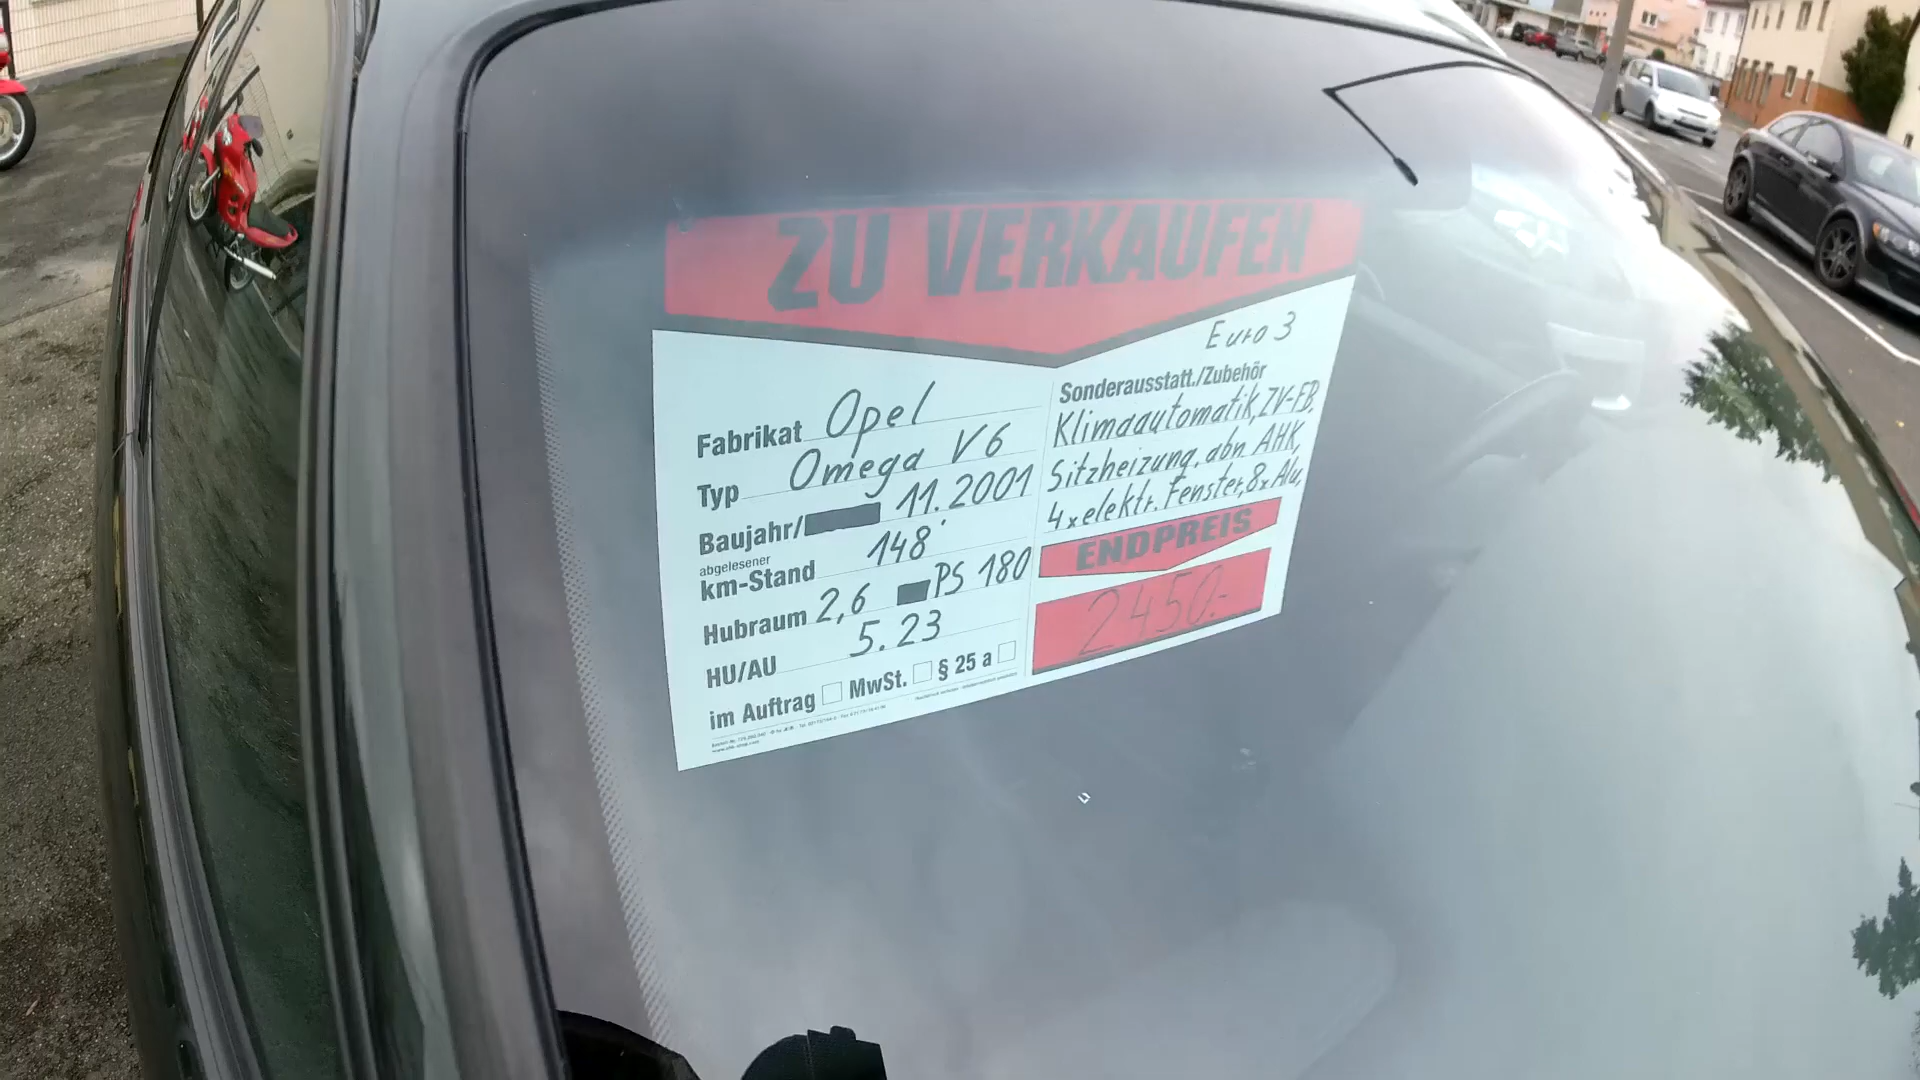 ZU VERKAUFEN
Euro 3
Fabrikat Opel
Typ Omega V6
Baujahr/ 11.2001
abgelesener
km-Stand 148'
Hubraum 2,6 PS 180
HU/AU 5.23
im Auftrag MwSt. § 25 a
Sonderausstatt./Zubehör
Klimaautomatik, ZV-FB,
Sitzheizung, abn AHK,
4x elektr. Fenster, 8x Alu,
ENDPREIS
2450.-